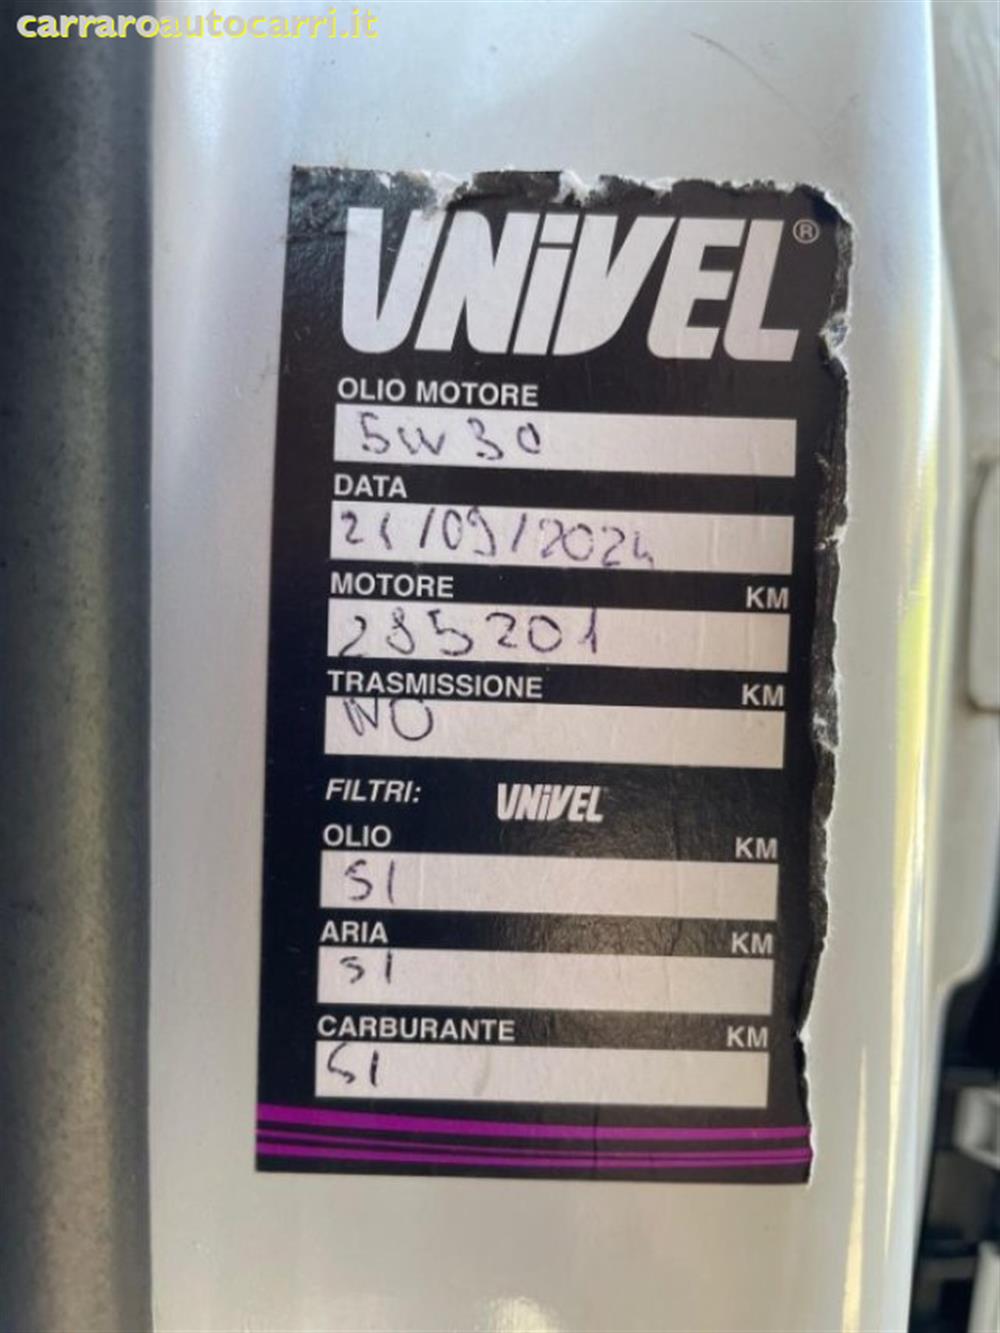 carraroautocarri.it
UNIVEL®
OLIO MOTORE
5W30
DATA
21/09/2024
MOTORE KM
285201
TRASMISSIONE KM
NO
FILTRI: UNIVEL
OLIO KM
SI
ARIA KM
SI
CARBURANTE KM
SI